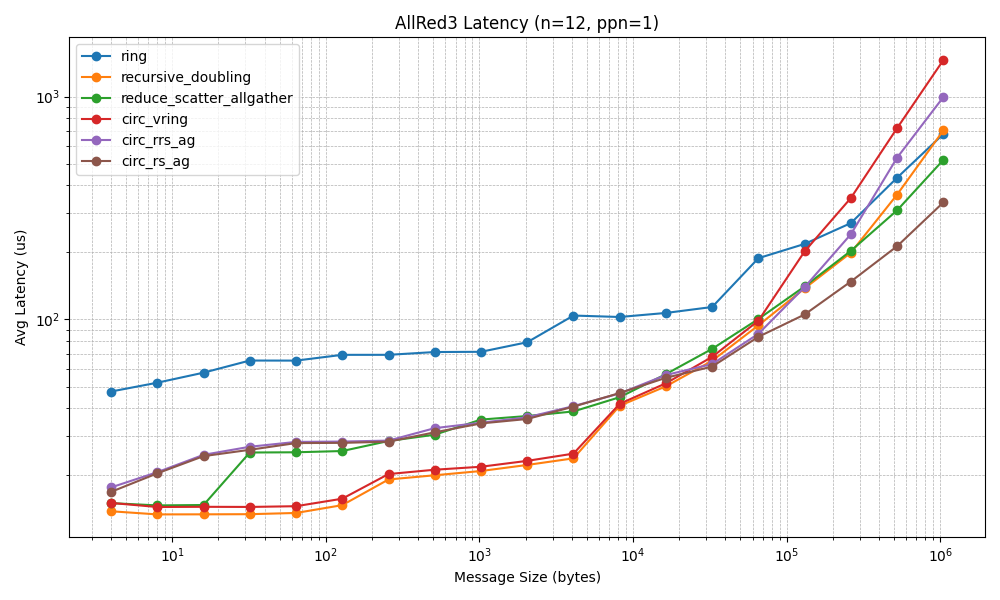 AllRed3 Latency (n=12, ppn=1)
ring
recursive_doubling
reduce_scatter_allgather
circ_vring
circ_rrs_ag
circ_rs_ag
Avg Latency (us)
10³
10²
10¹ 10² 10³ 10⁴ 10⁵ 10⁶
Message Size (bytes)